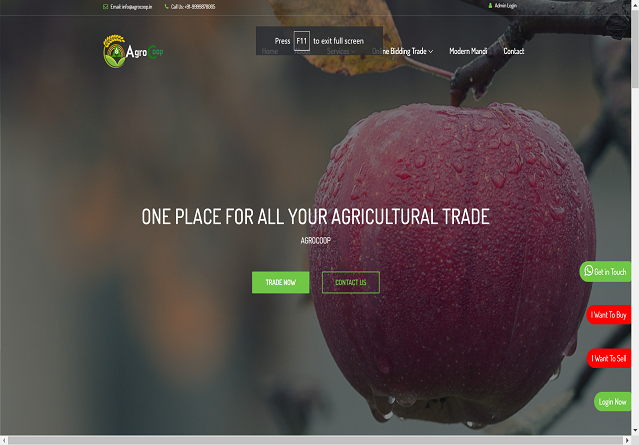 Email: info@agrocoop.in
Call Us: +91-9999878065
Admin Login
Press F11 to exit full screen
AgroCoop
Home
Services
Online Bidding Trade
Modern Mandi
Contact
ONE PLACE FOR ALL YOUR AGRICULTURAL TRADE
AGROCOOP
TRADE NOW
CONTACT US
Get in Touch
I Want To Buy
I Want To Sell
Login Now